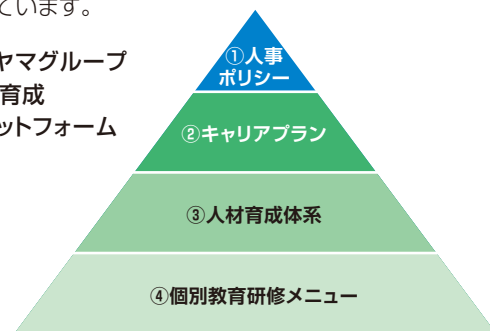 ています。
ヤマグループ
育成
ットフォーム
①人事
ポリシー
②キャリアプラン
③人材育成体系
④個別教育研修メニュー